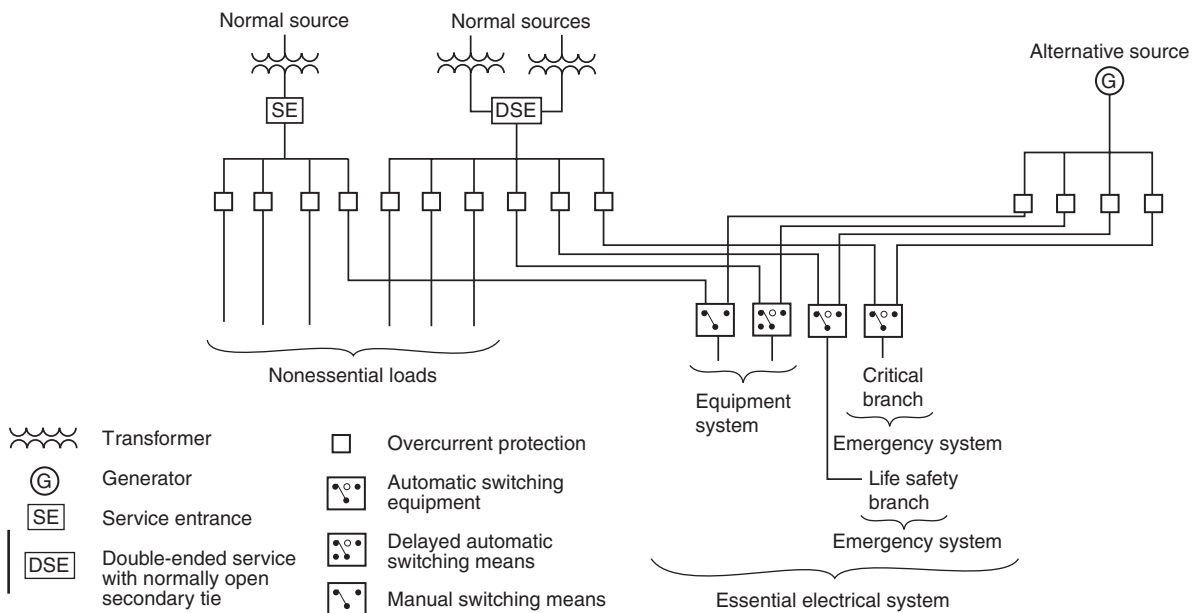 Normal source
Normal sources
Alternative source
G
SE
DSE
Nonessential loads
Equipment
system
Critical
branch
Emergency system
Life safety
branch
Emergency system
Essential electrical system
Transformer
G
Generator
SE
Service entrance
DSE
Double-ended service
with normally open
secondary tie
Overcurrent protection
Automatic switching
equipment
Delayed automatic
switching means
Manual switching means